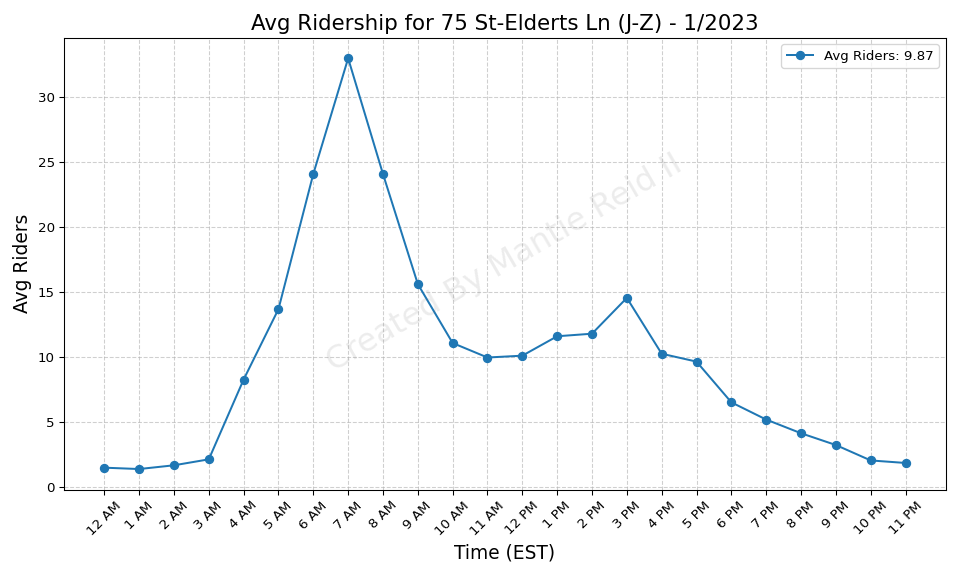 Avg Ridership for 75 St-Elderts Ln (J-Z) - 1/2023
Avg Riders: 9.87
Avg Riders
30
25
20
15
10
5
0
Created By Mantle Reid II
12 AM
1 AM
2 AM
3 AM
4 AM
5 AM
6 AM
7 AM
8 AM
9 AM
10 AM
11 AM
12 PM
1 PM
2 PM
3 PM
4 PM
5 PM
6 PM
7 PM
8 PM
9 PM
10 PM
11 PM
Time (EST)